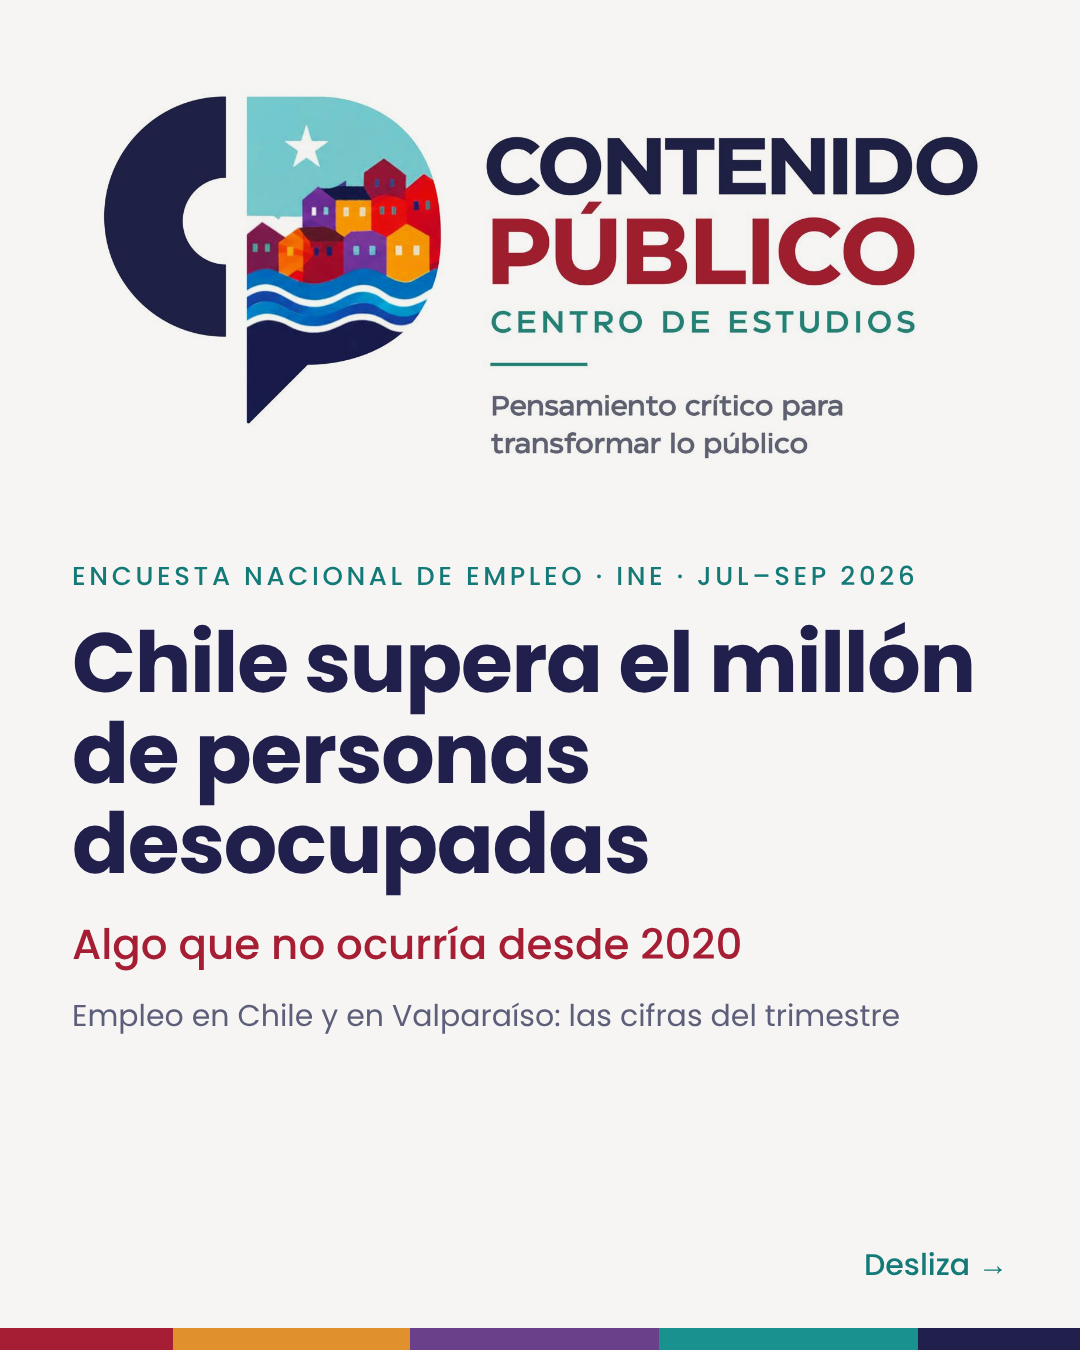 CONTENIDO
PÚBLICO
CENTRO DE ESTUDIOS
Pensamiento crítico para
transformar lo público
ENCUESTA NACIONAL DE EMPLEO · INE · JUL–SEP 2026
Chile supera el millón
de personas
desocupadas
Algo que no ocurría desde 2020
Empleo en Chile y en Valparaíso: las cifras del trimestre
Desliza →